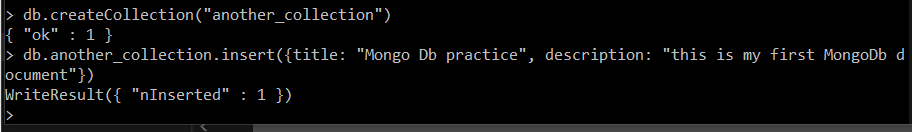 > db.createCollection("another_collection")
{ "ok" : 1 }
> db.another_collection.insert({title: "Mongo Db practice", description: "this is my first MongoDb d
ocument"})
WriteResult({ "nInserted" : 1 })
>